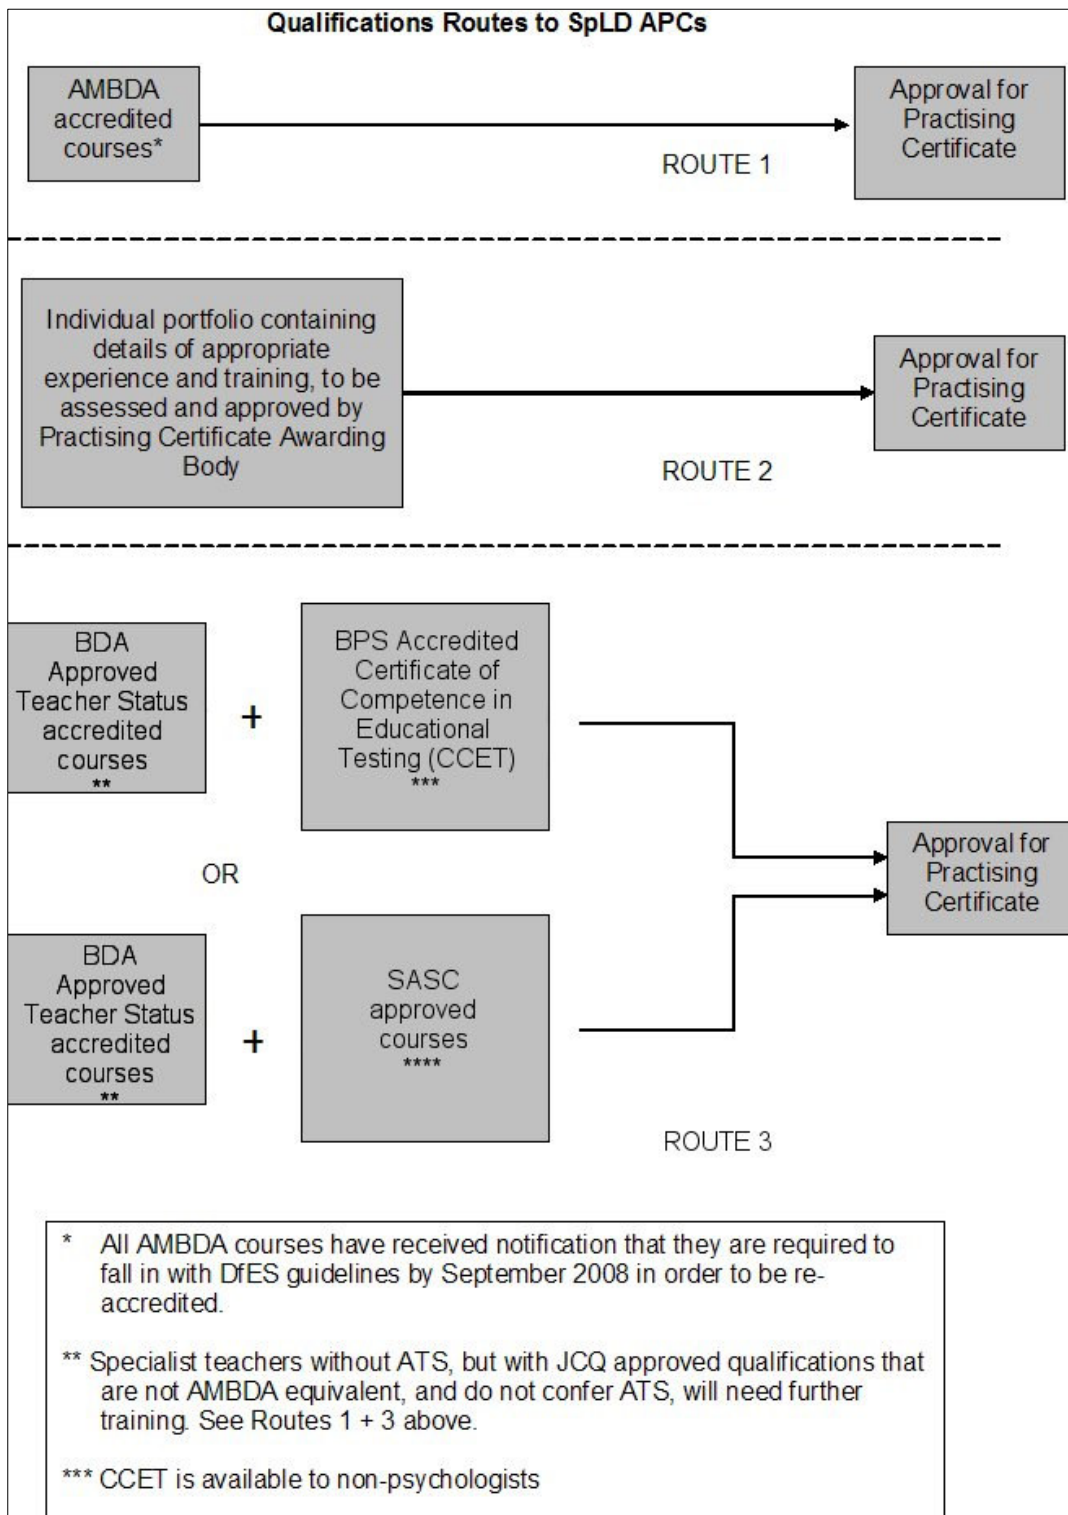 Qualifications Routes to SpLD APCs
AMBDA
accredited
courses*
ROUTE 1
Approval for
Practising
Certificate
Individual portfolio containing
details of appropriate
experience and training, to be
assessed and approved by
Practising Certificate Awarding
Body
ROUTE 2
Approval for
Practising
Certificate
BDA
Approved
Teacher Status
accredited
courses
**
+
BPS Accredited
Certificate of
Competence in
Educational
Testing (CCET)
***
OR
BDA
Approved
Teacher Status
accredited
courses
**
+
SASC
approved
courses
****
Approval for
Practising
Certificate
ROUTE 3
* All AMBDA courses have received notification that they are required to
fall in with DfES guidelines by September 2008 in order to be re-
accredited.
** Specialist teachers without ATS, but with JCQ approved qualifications that
are not AMBDA equivalent, and do not confer ATS, will need further
training. See Routes 1 + 3 above.
*** CCET is available to non-psychologists